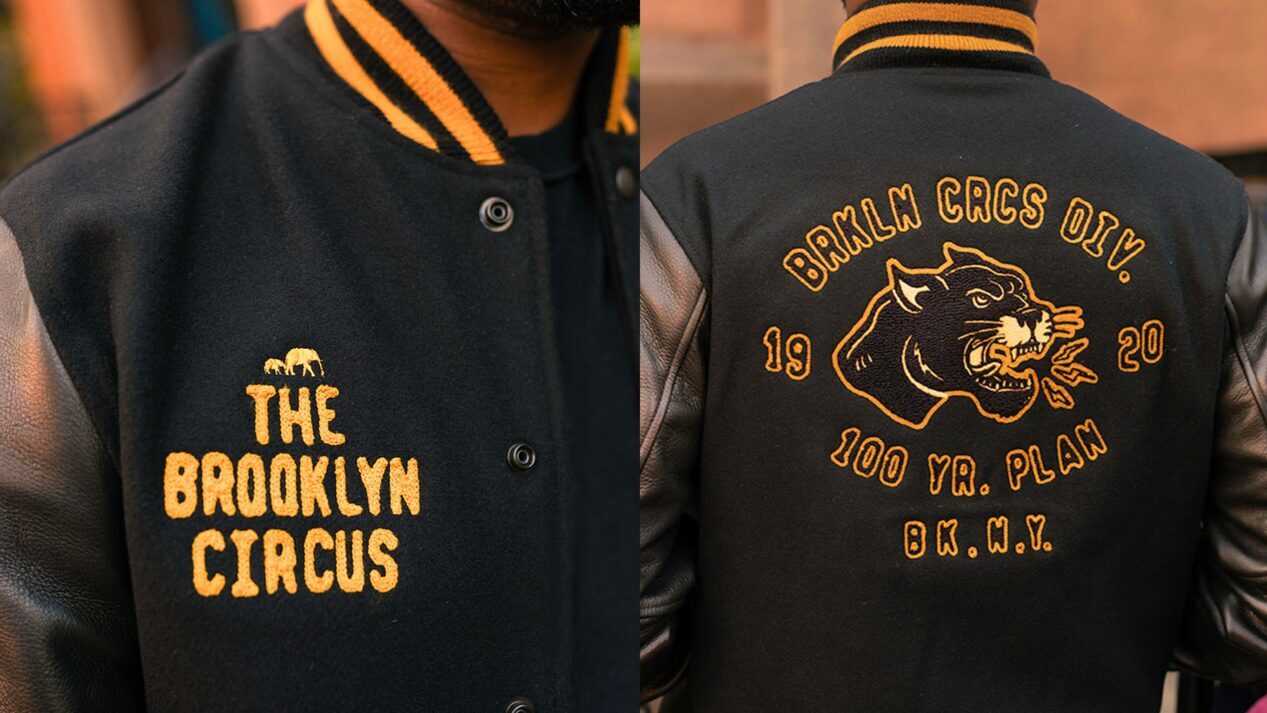 THE
BROOKLYN
CIRCUS
BRKLN CRCS DIV.
19 20
100 YR. PLAN
BK. N.Y.